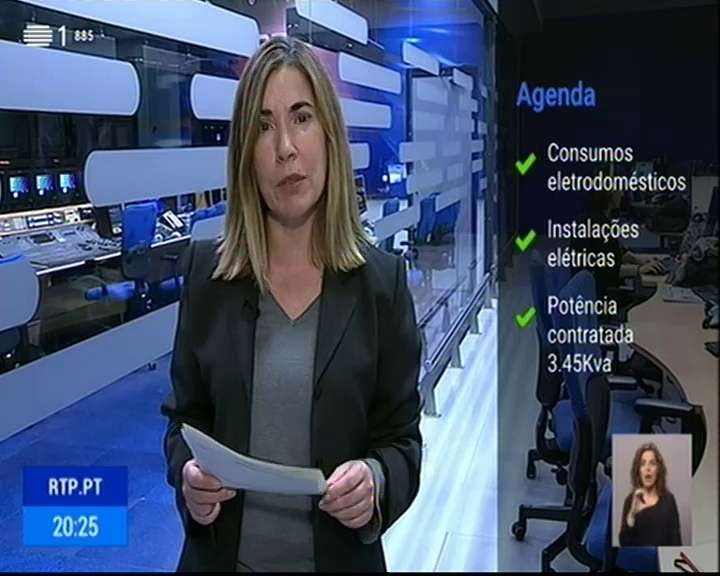 1 885
Agenda
Consumos
eletrodomésticos
Instalações
elétricas
Potência
contratada
3.45Kva
RTP.PT
20:25